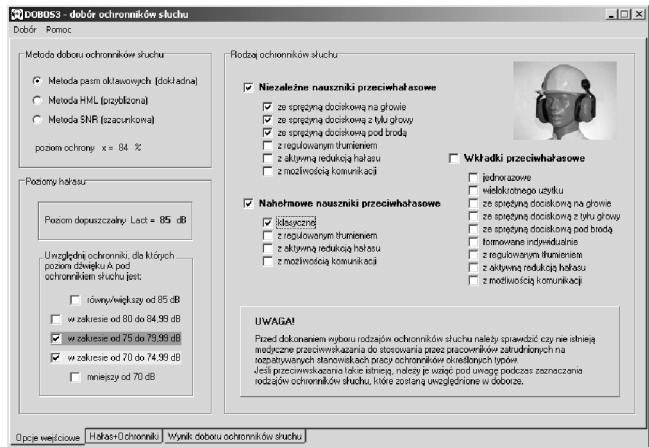 DOBOS3 - dobór ochronników słuchu
Dobór Pomoc
Metoda doboru ochronników słuchu
Metoda pasm oktawowych (dokładna)
Metoda HML (przybliżona)
Metoda SNR (szacunkowa)
poziom ochrony x = 84 %
Poziomy hałasu
Poziom dopuszczalny Lact = 85 dB
Uwzględnij ochronniki, dla których
poziom dźwięku A pod
ochronnikiem słuchu jest:
równy/większy od 85 dB
w zakresie od 80 do 84,99 dB
w zakresie od 75 do 79,99 dB
w zakresie od 70 do 74,99 dB
mniejszy od 70 dB
Rodzaj ochronników słuchu
Niezależne nauszniki przeciwhałasowe
ze sprężyną dociskową na głowie
ze sprężyną dociskową z tyłu głowy
ze sprężyną dociskową pod brodą
z regulowanym tłumieniem
z aktywną redukcją hałasu
z możliwością komunikacji
Nahełmowe nauszniki przeciwhałasowe
klasyczne
z regulowanym tłumieniem
z aktywną redukcją hałasu
z możliwością komunikacji
Wkładki przeciwhałasowe
jednorazowe
wielokrotnego użytku
ze sprężyną dociskową na głowie
ze sprężyną dociskową z tyłu głowy
ze sprężyną dociskową pod brodą
formowane indywidualnie
z regulowanym tłumieniem
z aktywną redukcją hałasu
z możliwością komunikacji
UWAGA!
Przed dokonaniem wyboru rodzajów ochronników słuchu należy sprawdzić czy nie istnieją
medyczne przeciwwskazania do stosowania przez pracowników zatrudnionych na
rozpatrywanych stanowiskach pracy ochronników określonych typów.
Jeśli przeciwwskazania takie istnieją, należy je wziąć pod uwagę podczas zaznaczania
rodzajów ochronników słuchu, które zostaną uwzględnione w doborze.
Opcje wejściowe Hałas+Ochronniki Wynik doboru ochronników słuchu